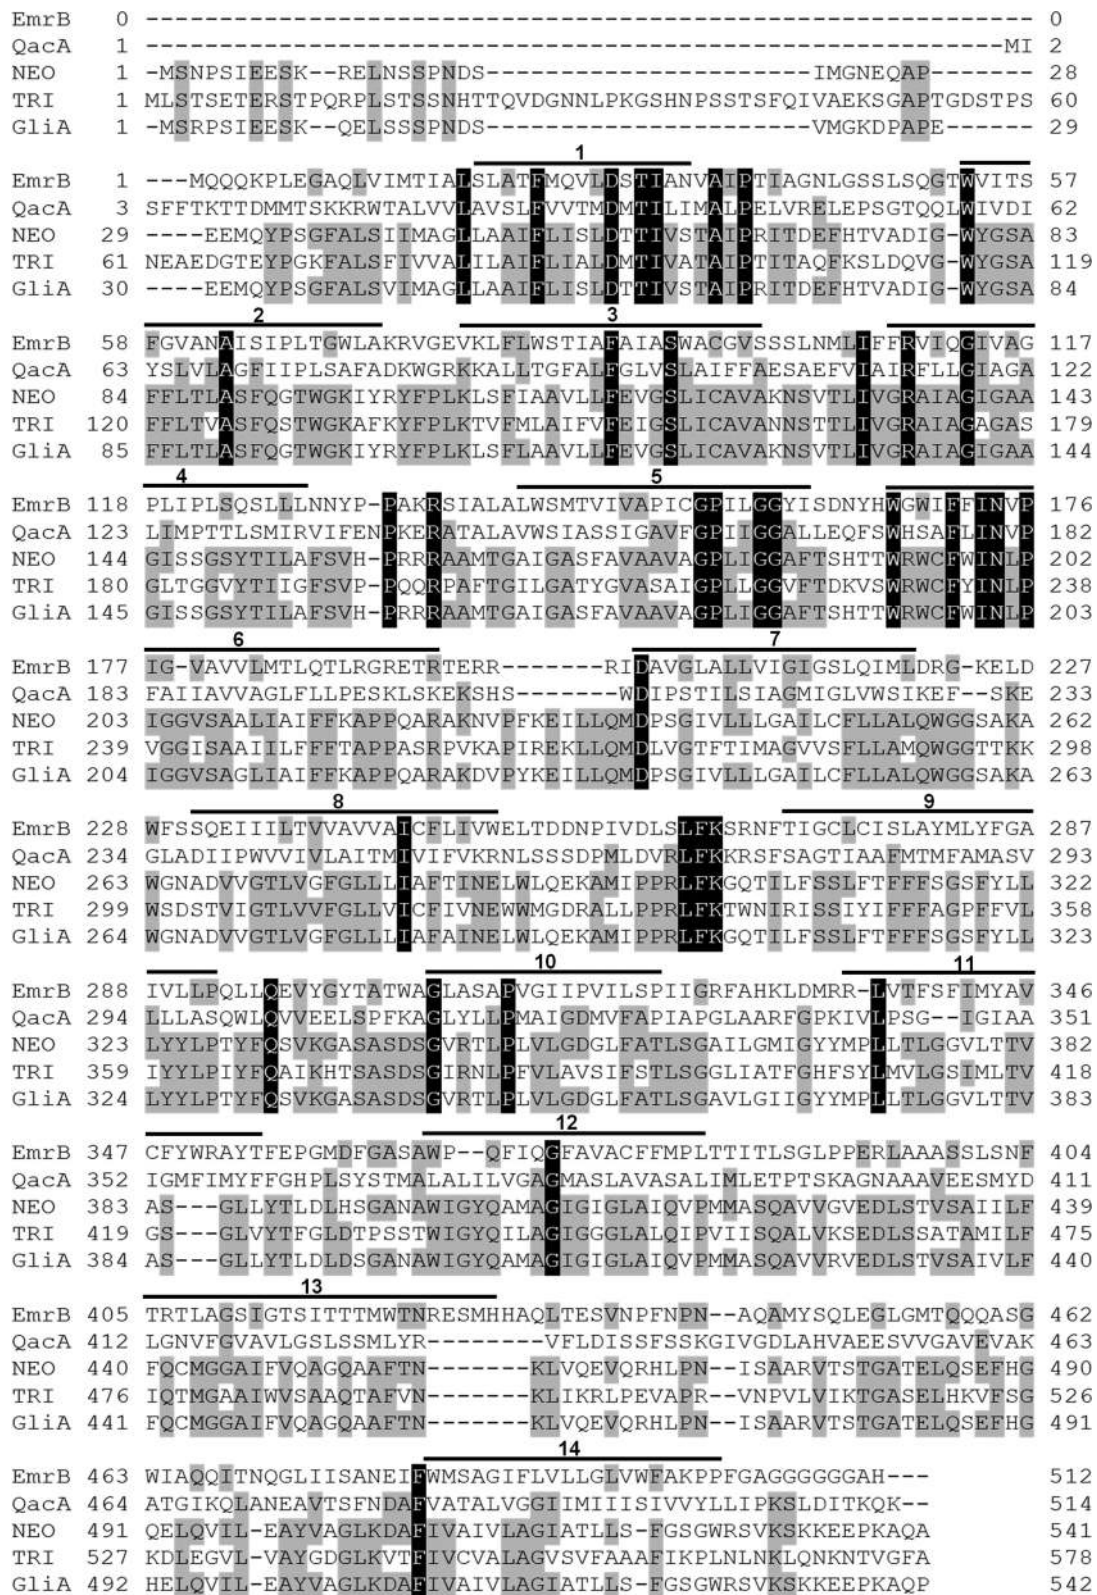 EmrB 0 -------------------------------------------------------------- 0
QacA 1 ------------------------------------------------------------MI 2
NEO 1 -MSNPSIEESK--RELNSSPNDS-----------------------IMGNEQAP------- 28
TRI 1 MLSTSETERSTPQRPLSTSSNHTTQVDGNNLPKGSHNPSSTSFQIVAEKSGAPTGDSTPS 60
GliA 1 -MSRPSIEESK--QELSSSPNDS-----------------------VMGKDPAPE------ 29
1
EmrB 1 ---MQQQKPLEGAQLVIMTIALSLATFMQVLDSTIANVAIPTIAGNLGSSLSQGTWVITS 57
QacA 3 SFFTKTTDMMTSKKRWTALVVLAVSLFVVTMDMTILIMALPELVRELEPSGTQQLWIVDI 62
NEO 29 ----EEMQYPSGFALSIIMAGLLAAIFLISLDTTIVSTAIPRITDEFHTVADIG-WYGSA 83
TRI 61 NEAEDGTEYPGKFALSFIVVALILAIFLIALDMTIVATAIPTITAQFKSLDQVG-WYGSA 119
GliA 30 ----EEMQYPSGFALSVIMAGLLAAIFLISLDTTIVSTAIPRITDEFHTVADIG-WYGSA 84
2 3
EmrB 58 FGVANAISIPLTGWLAKRVGEVKLFLWSTIAFAIASWACGVSSSLNMLIFFRVIQGIVAG 117
QacA 63 YSLVLAGFIIPLSAFADKWGRKKALLTGFALFGLVSLAIFFAESAEFVIAIRFLLGIAGA 122
NEO 84 FFLTLASFQGTWGKIYRYFPLKLSFIAAVLLFEVGSLICAVAKNSVTLIVGRAIAGIGAA 143
TRI 120 FFLTVASFQSTWGKAFKYFPLKTVFMLAIFVFEIGSLICAVANNSTTLIVGRAIAGAGAS 179
GliA 85 FFLTLASFQGTWGKIYRYFPLKLSFLAAVLLFEVGSLICAVAKNSVTLIVGRAIAGIGAA 144
4 5
EmrB 118 PLIPLSQSLLLNNYP-PAKRSIALALWSMTVIVAPICGPILGGYISDNYHWGWIFFINVP 176
QacA 123 LIMPTTLSMIRVIFENPKERATALAVWSIASSIGAVFGPIIGGALLEQFSWHSAFLINVP 182
NEO 144 GISSGSYTILAFSVH-PRRRAAMTGAIGASFAVAAVAGPLIGGAFTSHTTWRWCFWINLP 202
TRI 180 GLTGGVYTILGFSVP-PQQRPAFTGILGATYGVASAIGPLIGGVFTDKVSWRWCFYINLP 238
GliA 145 GISSGSYTILAFSVH-PRRRAAMTGAIGASFAVAAVAGPLIGGAFTSHTTWRWCFWINLP 203
6 7
EmrB 177 IG-VAVVLMTLQTLRGRETRTERR-------RIDAVGLALLVIGIGSLQIMLDRG-KELD 227
QacA 183 FAIIAVVAGLFLLPESKLSKEKSHS-------WDIPSTILSIAGMIGLVWSIKEF--SKE 233
NEO 203 IGGVSAALIAIFFKAPPQARAKNVPFKEILLQMDPSGIVLLLGAILCFLLALQWGGSAKA 262
TRI 239 VGGISAAIILFFFTAPPASRPVKAPIREKLLQMDLVGTFTIMAGVVSFLLAMQWGGTTKK 298
GliA 204 IGGVSAGLIAIFFKAPPQARAKDVPYKEILLQMDPSGIVLLLGAILCFLLALQWGGSAKA 263
8 9
EmrB 228 WFSSQEIIILTVVAVVAICFLIVWELTDDNPIVDLSLFKSRNFTIGCLCISLAYMLYFGA 287
QacA 234 GLADIIPWVVIVLAITMIVIFVKRNLSSSDPMLDVRLFKKRSFSAGTIAAFMTMFAMASV 293
NEO 263 WGNADVVGTLVGFGLLLIAFTINELWLQEKAMIPPRLFKGQTILFSSLFTFFFSGSFYLL 322
TRI 299 WSDSTVIGTLVVFGLLVICFIVNEWWMGDRALLPPRLFKTWNIRISSIYIFFFAGPFFVL 358
GliA 264 WGNADVVGTLVGFGLLLIAFAINELWLQEKAMIPPRLFKGQTILFSSLFTFFFSGSFYLL 323
10 11
EmrB 288 IVLLPQLLQEVYGYTATWAGLASAPVGIIPVILSPIIGRFAHKLDMRR-LVTFSFIMYAV 346
QacA 294 LLLASQWLQVVEELSPFKAGLYLLPMAIGDMVFAPIAPGLAARFGPKIVLPSG--IGIAA 351
NEO 323 LYYLPTYFQSVKGASASDSGVRTLPLVLGDGLFATLSGAILGMIGYYMPLLTLGGVLTTV 382
TRI 359 IYYLPIYFQAIKHTSASDSGIRNLPFVLAVSIFSTLSGGLIATFGHFSYLMVLGSIMLTV 418
GliA 324 LYYLPTYFQSVKGASASDSGVRTLPLVLGDGLFATLSGAVLGIIGYYMPLLTLGGVLTTV 383
12
EmrB 347 CFYWRAYTFEPGMDFGASAWP--QFIQGFAVACFFMPLTTITLSGLPPERLAAASSLSNF 404
QacA 352 IGMFIMYFFGHPLSYSTMALALILVGAGMASLAVASALIMLETPTSKAGNAAAVEESMYD 411
NEO 383 AS---GLLYTLDLHSGANAWIGYQAMAGIGIGLAIQVPMMASQAVVGVEDLSTVSAIILF 439
TRI 419 GS---GLVYTFGLDTPSSTWIGYQILAGIGGGLALQIPVIISQALVKSEDLSSATAMILF 475
GliA 384 AS---GLLYTLDLDSGANAWIGYQAMAGIGIGLAIQVPMMASQAVVRVEDLSTVSAIVLF 440
13
EmrB 405 TRTLAGSIGTSITTTMWTNRESMHHAQLTESVNPFNPN--AQAMYSQLEGLGMTQQQASG 462
QacA 412 LGNVFGVAVLGSLSSMLYR--------VFLDISSFSSKGIVGDLAHVAEESVVGAVEVAK 463
NEO 440 FQCMGGAIFVQAGQAAFTN-------KLVQEVQRHLPN--ISAARVTSTGATELQSEFHG 490
TRI 476 IQTMGAAIWVSAAQTAFVN-------KLIKRLPEVAPR--VNPVLVIKTGASELHKVFSG 526
GliA 441 FQCMGGAIFVQAGQAAFTN-------KLVQEVQRHLPN--ISAARVTSTGATELQSEFHG 491
14
EmrB 463 WIAQQITNQGLIISANEIFWMSAGIFLVLLGLVWFAKPPFGAGGGGGGAH--- 512
QacA 464 ATGIKQLANEAVTSFNDAFVATALVGGIIMIIISIVVYLLIPKSLDITKQK-- 514
NEO 491 QELQVIL-EAYVAGLKDAFIVAIVLAGIATLLS-FGSGWRSVKSKKEEPKAQA 541
TRI 527 KDLEGVL-VAYGDGLKVTFIVCVALAGVSVFAAAFIKPLNLNKLQNKNTVGFA 578
GliA 492 HELQVIL-EAYVAGLKDAFIVAIVLAGIATLLS-FGSGWRSVKSKKEEPKAQP 542